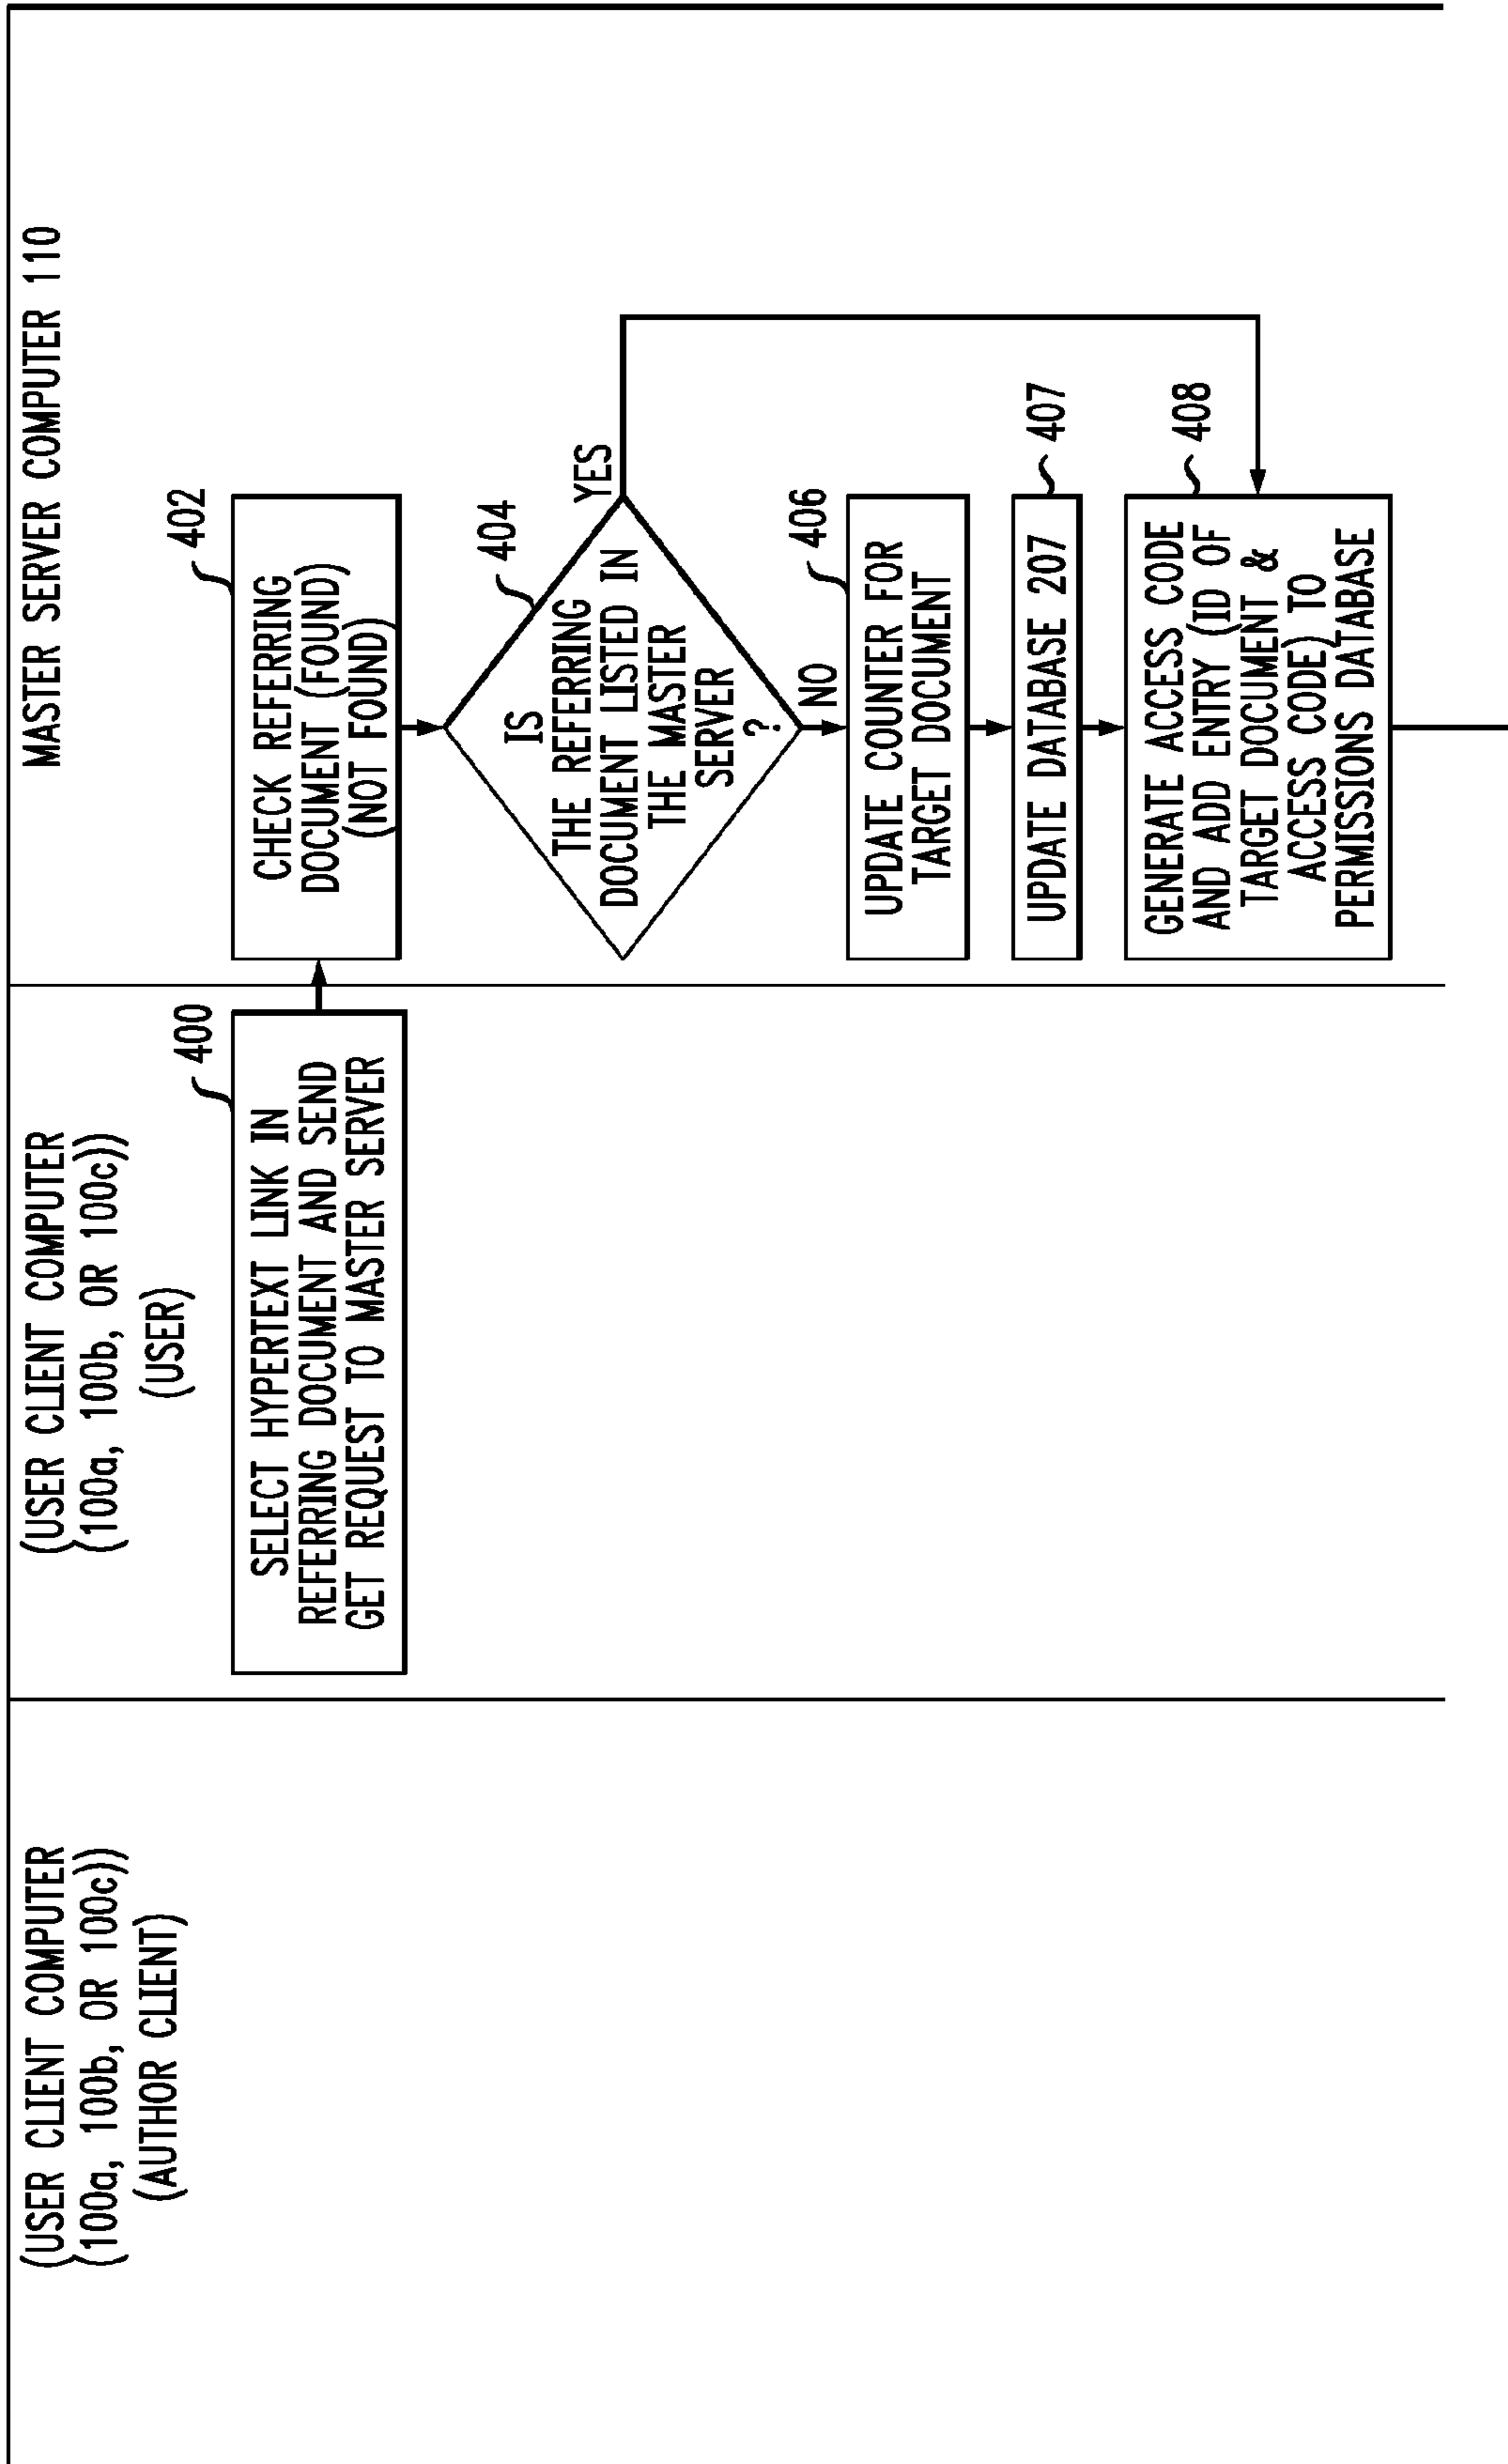 (USER CLIENT COMPUTER
(100a, 100b, OR 100c))
(AUTHOR CLIENT)
(USER CLIENT COMPUTER
(100a, 100b, OR 100c))
(USER)
MASTER SERVER COMPUTER 110
400
SELECT HYPERTEXT LINK IN
REFERRING DOCUMENT AND SEND
GET REQUEST TO MASTER SERVER
402
CHECK REFERRING
DOCUMENT (FOUND)
(NOT FOUND)
404
IS
THE REFERRING
DOCUMENT LISTED IN
THE MASTER
SERVER
?
YES
NO
406
UPDATE COUNTER FOR
TARGET DOCUMENT
UPDATE DATABASE 207
407
408
GENERATE ACCESS CODE
AND ADD ENTRY (ID OF
TARGET DOCUMENT &
ACCESS CODE) TO
PERMISSIONS DATABASE